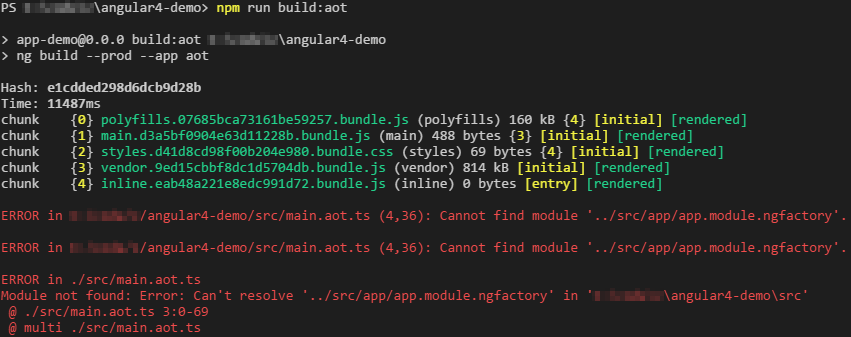 PS \angular4-demo> npm run build:aot
> app-demo@0.0.0 build:aot \angular4-demo
> ng build --prod --app aot
Hash: e1cdded298d6dcb9d28b
Time: 11487ms
chunk    {0} polyfills.07685bca73161be59257.bundle.js (polyfills) 160 kB {4} [initial] [rendered]
chunk    {1} main.d3a5bf0904e63d11228b.bundle.js (main) 488 bytes {3} [initial] [rendered]
chunk    {2} styles.d41d8cd98f00b204e980.bundle.css (styles) 69 bytes {4} [initial] [rendered]
chunk    {3} vendor.9ed15cbbf8dc1d5704db.bundle.js (vendor) 814 kB [initial] [rendered]
chunk    {4} inline.eab48a221e8edc991d72.bundle.js (inline) 0 bytes [entry] [rendered]
ERROR in /angular4-demo/src/main.aot.ts (4,36): Cannot find module '../src/app/app.module.ngfactory'.
ERROR in /angular4-demo/src/main.aot.ts (4,36): Cannot find module '../src/app/app.module.ngfactory'.
ERROR in ./src/main.aot.ts
Module not found: Error: Can't resolve '../src/app/app.module.ngfactory' in '\angular4-demo\src'
@ ./src/main.aot.ts 3:0-69
@ multi ./src/main.aot.ts